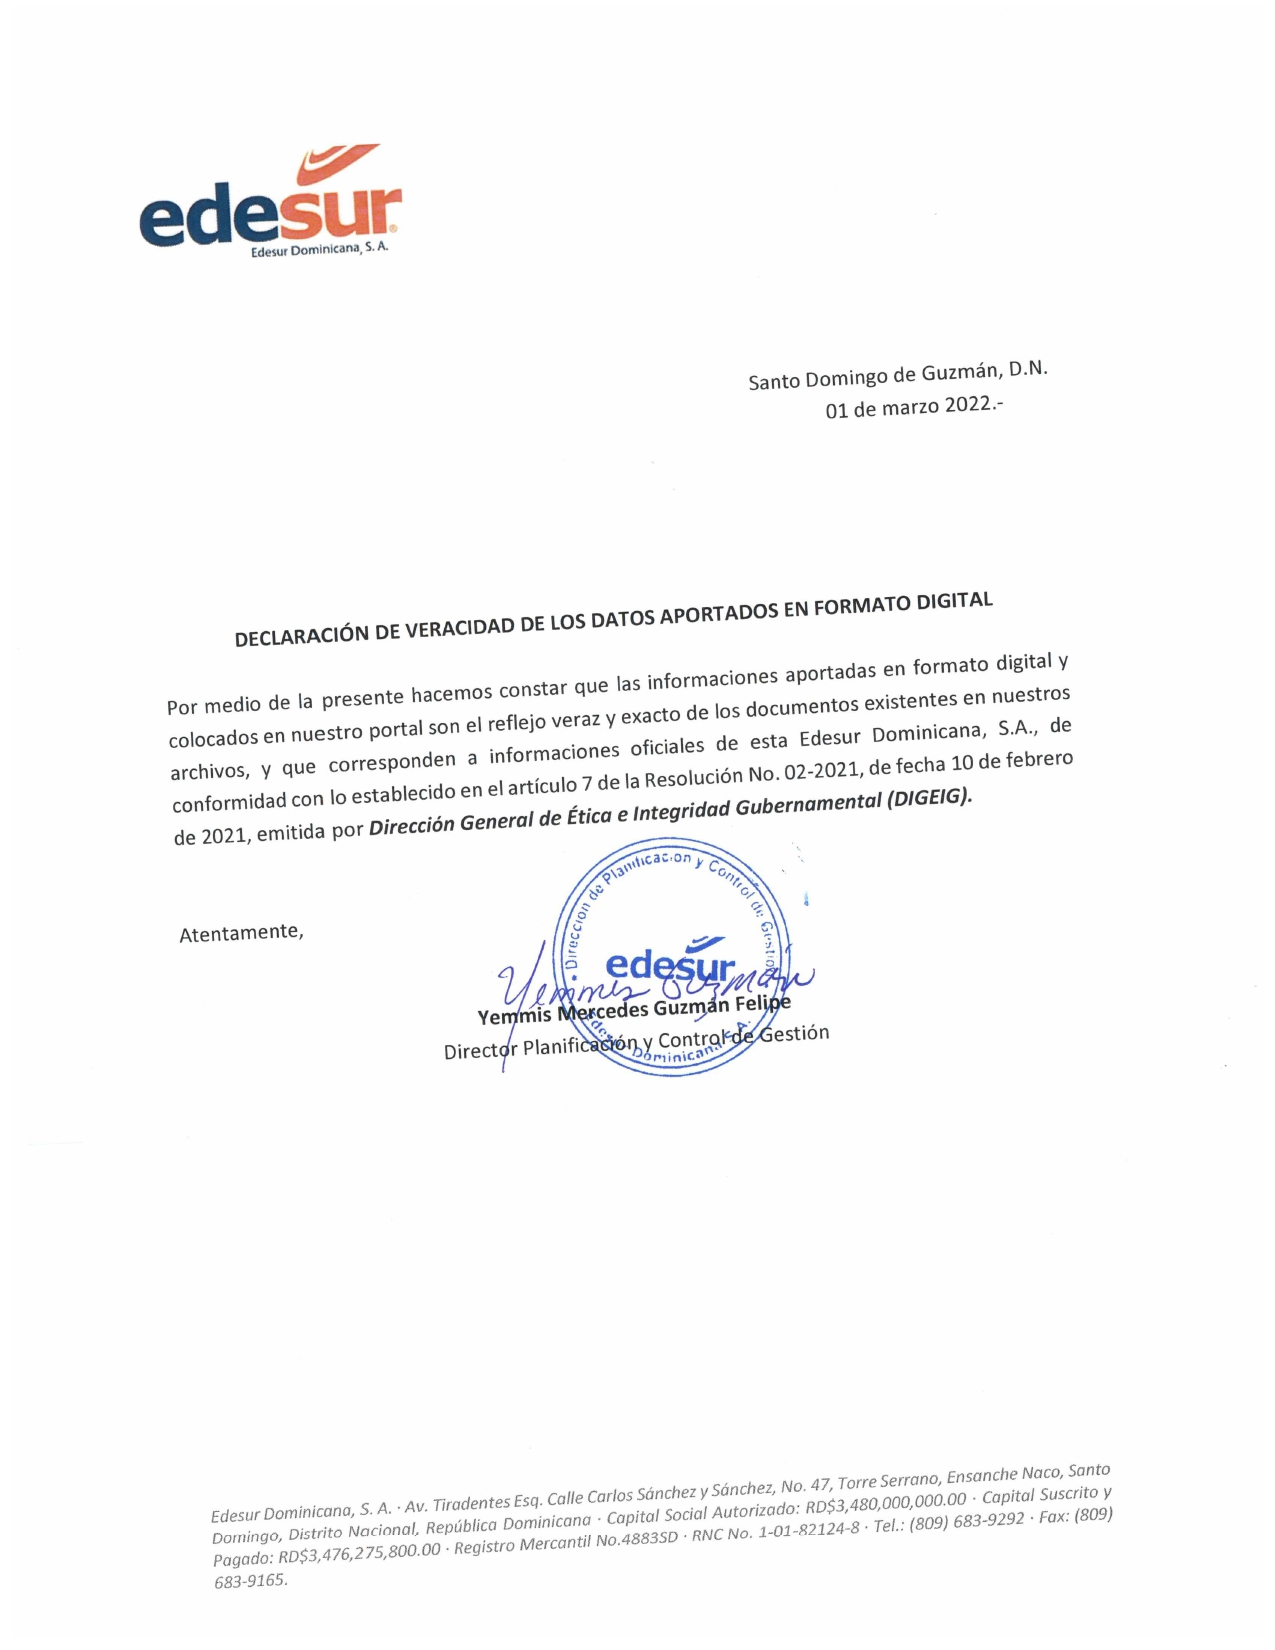 edesur
Edesur Dominicana, S. A.
Santo Domingo de Guzmán, D.N.
01 de marzo 2022.-
DECLARACIÓN DE VERACIDAD DE LOS DATOS APORTADOS EN FORMATO DIGITAL
Por medio de la presente hacemos constar que las informaciones aportadas en formato digital y
colocados en nuestro portal son el reflejo veraz y exacto de los documentos existentes en nuestros
archivos, y que corresponden a informaciones oficiales de esta Edesur Dominicana, S.A., de
conformidad con lo establecido en el artículo 7 de la Resolución No. 02-2021, de fecha 10 de febrero
de 2021, emitida por Dirección General de Ética e Integridad Gubernamental (DIGEIG).
Atentamente,
Direccion de Planificacion y Control de Gestion
edesur
Edesur Dominicana S.A.
Yemmis Guzmán
Yemmis Mercedes Guzmán Felipe
Director Planificación y Control de Gestión
Edesur Dominicana, S. A. · Av. Tiradentes Esq. Calle Carlos Sánchez y Sánchez, No. 47, Torre Serrano, Ensanche Naco, Santo
Domingo, Distrito Nacional, República Dominicana · Capital Social Autorizado: RD$3,480,000,000.00 · Capital Suscrito y
Pagado: RD$3,476,275,800.00 · Registro Mercantil No.4883SD · RNC No. 1-01-82124-8 · Tel.: (809) 683-9292 · Fax: (809)
683-9165.